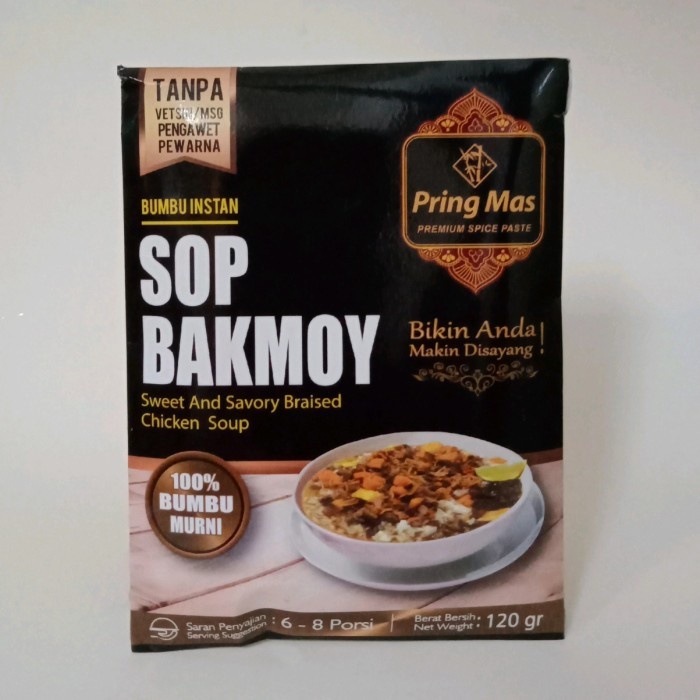 TANPA
VETSIN/MSG
PENGAWET
PEWARNA
Pring Mas
PREMIUM SPICE PASTE
BUMBU INSTAN
SOP
BAKMOY
Bikin Anda
Makin Disayang!
Sweet And Savory Braised
Chicken Soup
100%
BUMBU
MURNI
Saran Penyajian
Serving Suggestion : 6 - 8 Porsi
Berat Bersih
Net Weight : 120 gr